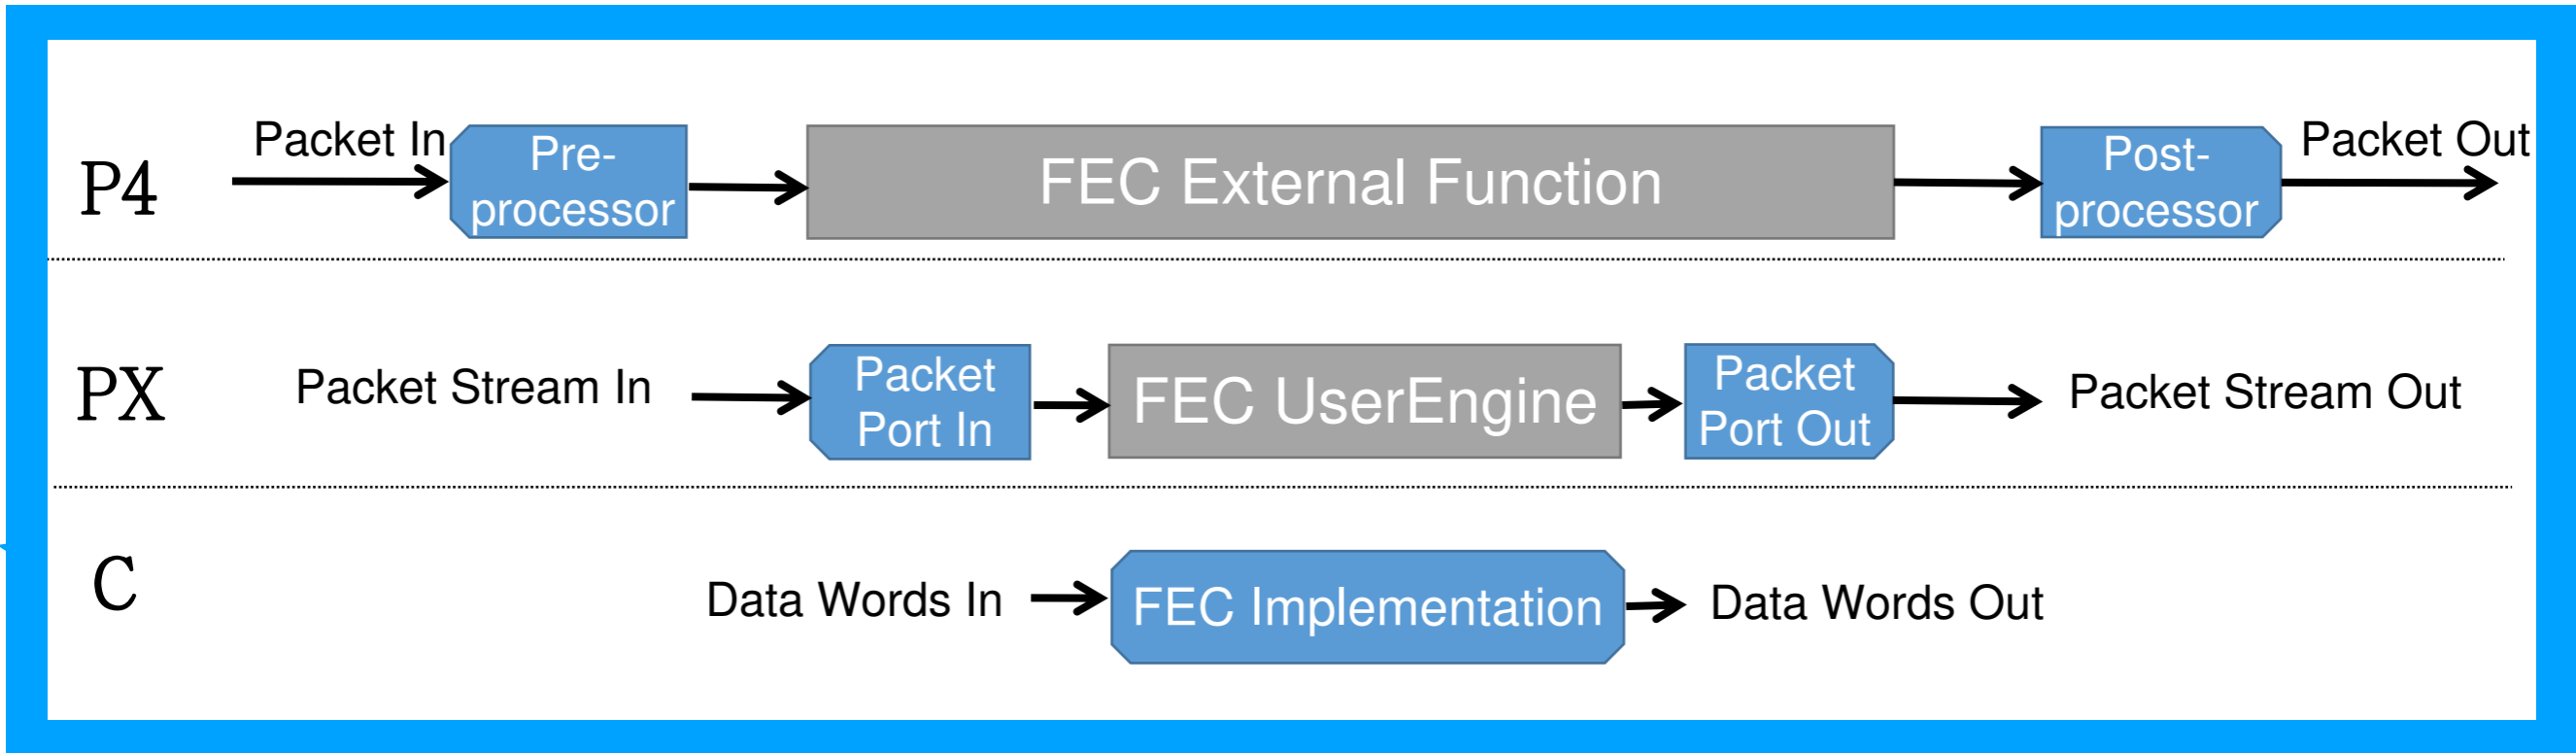 P4
Packet In
Pre-
processor
FEC External Function
Post-
processor
Packet Out
PX
Packet Stream In
Packet
Port In
FEC UserEngine
Packet
Port Out
Packet Stream Out
C
Data Words In
FEC Implementation
Data Words Out